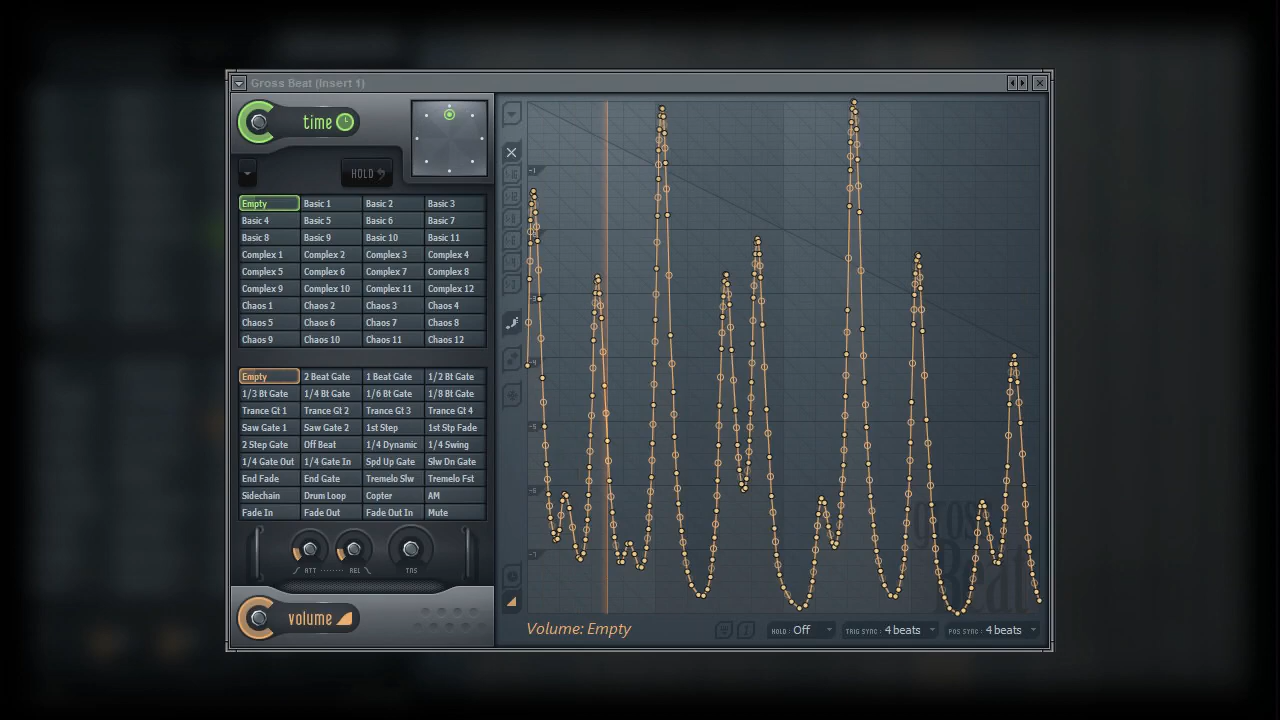 Gross Beat (Insert 1)
time
HOLD
Empty Basic 1 Basic 2 Basic 3
Basic 4 Basic 5 Basic 6 Basic 7
Basic 8 Basic 9 Basic 10 Basic 11
Complex 1 Complex 2 Complex 3 Complex 4
Complex 5 Complex 6 Complex 7 Complex 8
Complex 9 Complex 10 Complex 11 Complex 12
Chaos 1 Chaos 2 Chaos 3 Chaos 4
Chaos 5 Chaos 6 Chaos 7 Chaos 8
Chaos 9 Chaos 10 Chaos 11 Chaos 12
Empty 2 Beat Gate 1 Beat Gate 1/2 Bt Gate
1/3 Bt Gate 1/4 Bt Gate 1/6 Bt Gate 1/8 Bt Gate
Trance Gt 1 Trance Gt 2 Trance Gt 3 Trance Gt 4
Saw Gate 1 Saw Gate 2 1st Step 1st Stp Fade
2 Step Gate Off Beat 1/4 Dynamic 1/4 Swing
1/4 Gate Out 1/4 Gate In Spd Up Gate Slw Dn Gate
End Fade End Gate Tremelo Slw Tremelo Fst
Sidechain Drum Loop Copter AM
Fade In Fade Out Fade Out In Mute
ATT REL TNS
volume
-1
-3
-4
-5
-6
-7
gross
Beat
Volume: Empty
HOLD: Off TRIG SYNC: 4 beats POS SYNC: 4 beats